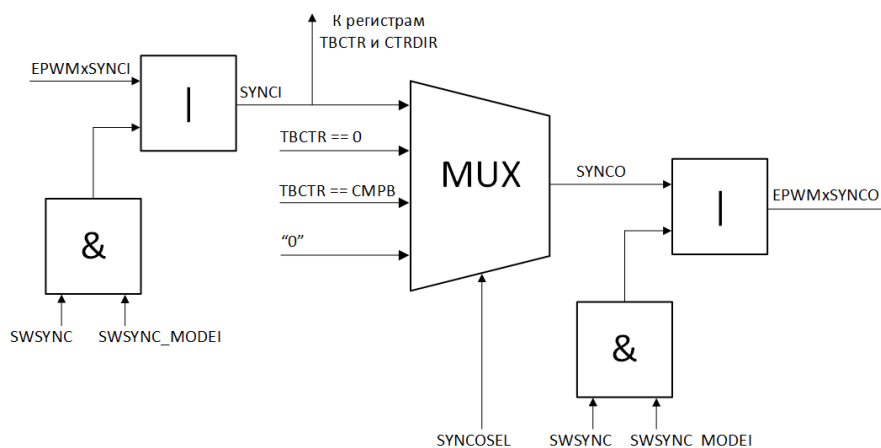 К регистрам
TBCTR и CTRDIR
EPWMxSYNCI
|
SYNCI
TBCTR == 0
MUX
SYNCO
TBCTR == CMPB
|
EPWMxSYNCO
&
“0”
SWSYNC SWSYNC_MODEI
&
SYNCOSEL SWSYNC SWSYNC_MODEI